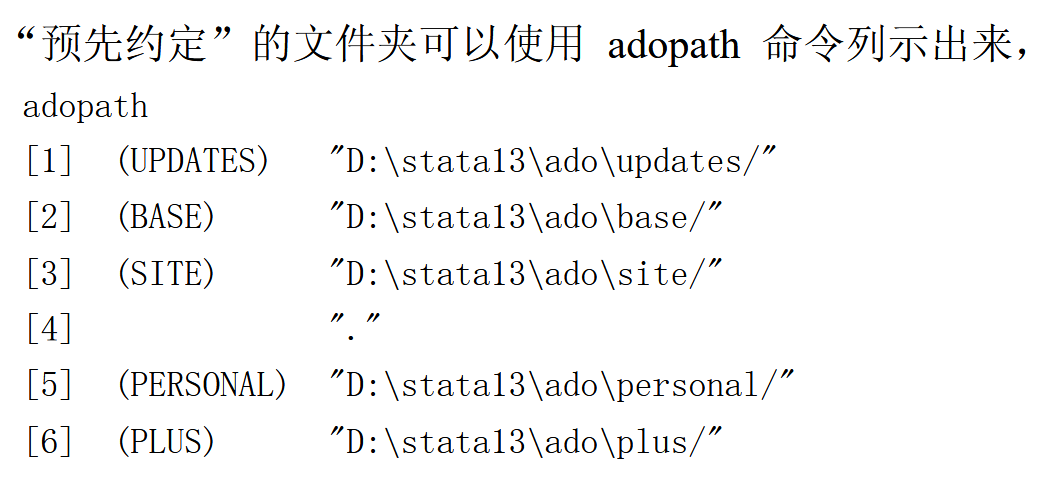 “预先约定”的文件夹可以使用 adopath 命令列示出来，
adopath
[1] (UPDATES) "D:\stata13\ado\updates/"
[2] (BASE) "D:\stata13\ado\base/"
[3] (SITE) "D:\stata13\ado\site/"
[4] "."
[5] (PERSONAL) "D:\stata13\ado\personal/"
[6] (PLUS) "D:\stata13\ado\plus/"